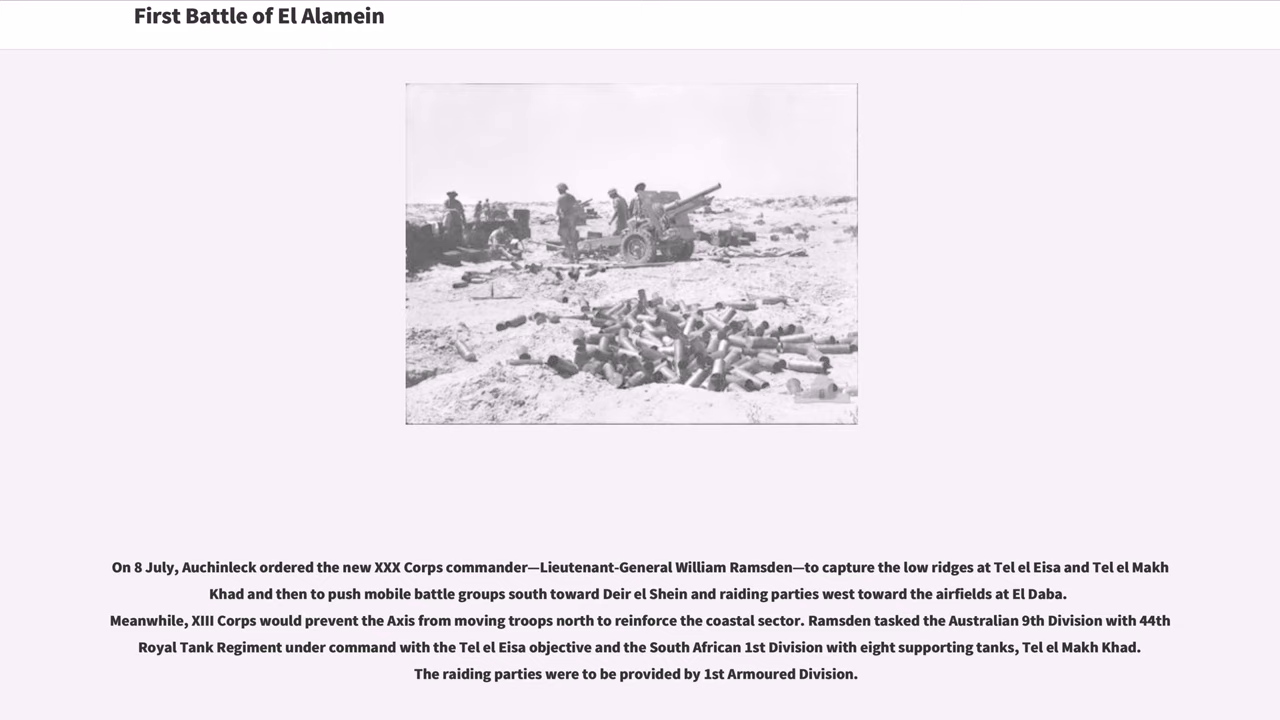 First Battle of El Alamein
On 8 July, Auchinleck ordered the new XXX Corps commander—Lieutenant-General William Ramsden—to capture the low ridges at Tel el Eisa and Tel el Makh
Khad and then to push mobile battle groups south toward Deir el Shein and raiding parties west toward the airfields at El Daba.
Meanwhile, XIII Corps would prevent the Axis from moving troops north to reinforce the coastal sector. Ramsden tasked the Australian 9th Division with 44th
Royal Tank Regiment under command with the Tel el Eisa objective and the South African 1st Division with eight supporting tanks, Tel el Makh Khad.
The raiding parties were to be provided by 1st Armoured Division.